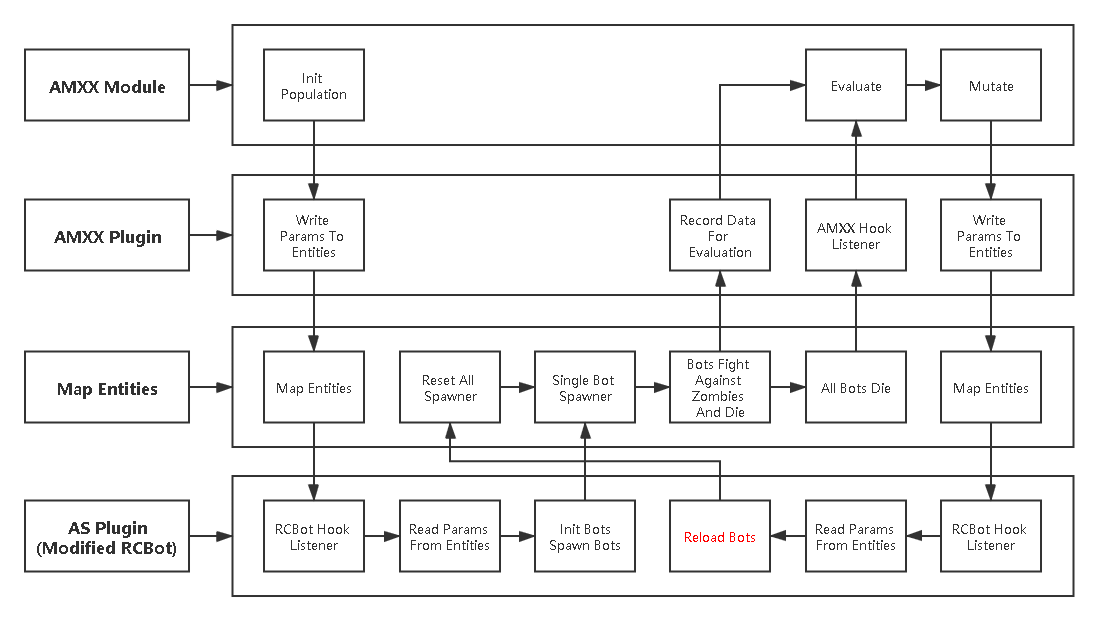 AMXX Module
Init
Population
Evaluate
Mutate
AMXX Plugin
Write
Params To
Entities
Record Data
For
Evaluation
AMXX Hook
Listener
Write
Params To
Entities
Map Entities
Map Entities
Reset All
Spawner
Single Bot
Spawner
Bots Fight
Against
Zombies
And Die
All Bots Die
Map Entities
AS Plugin
(Modified RCBot)
RCBot Hook
Listener
Read Params
From Entities
Init Bots
Spawn Bots
Reload Bots
Read Params
From Entities
RCBot Hook
Listener